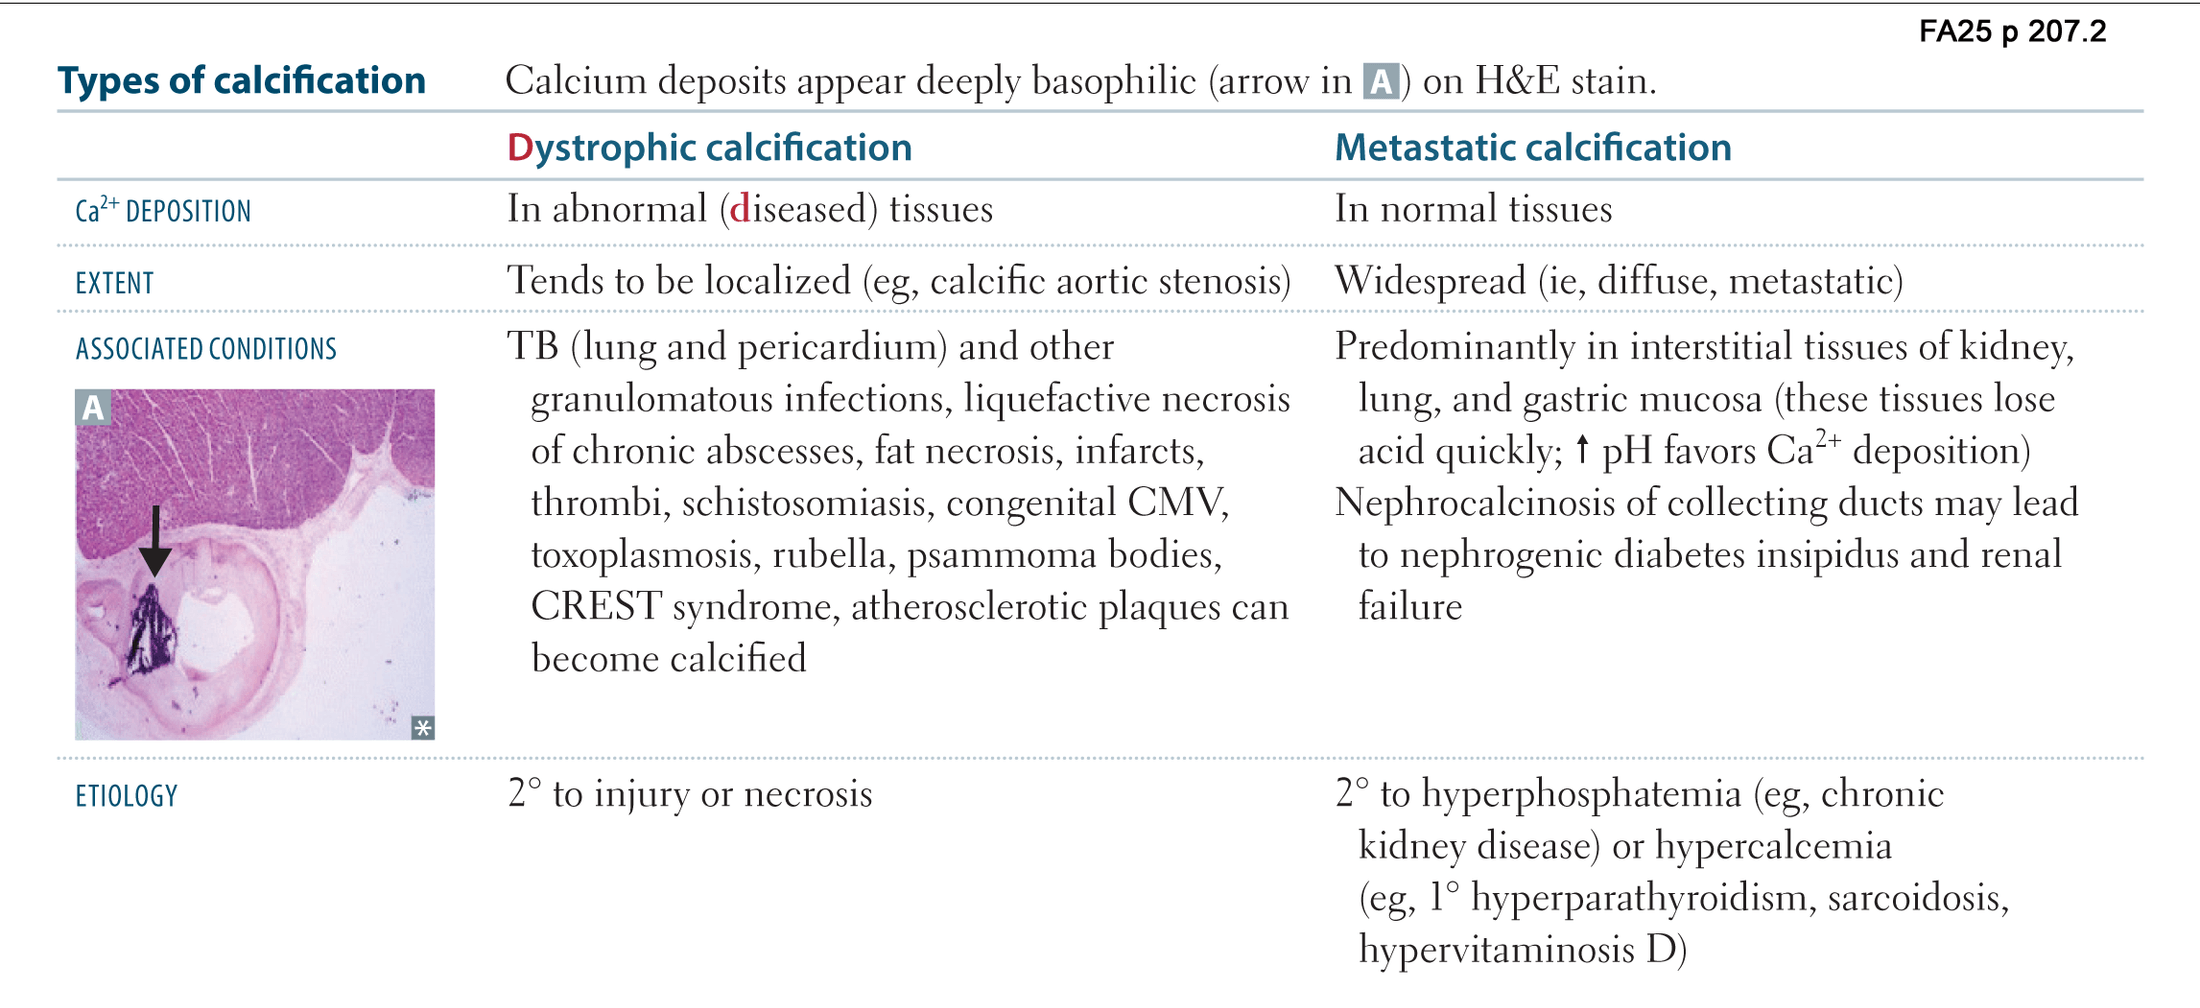 FA25 p 207.2
Types of calcification
Calcium deposits appear deeply basophilic (arrow in A) on H&E stain.
Dystrophic calcification
Metastatic calcification
Ca²⁺ DEPOSITION
In abnormal (diseased) tissues
In normal tissues
EXTENT
Tends to be localized (eg, calcific aortic stenosis)
Widespread (ie, diffuse, metastatic)
ASSOCIATED CONDITIONS
TB (lung and pericardium) and other
granulomatous infections, liquefactive necrosis
of chronic abscesses, fat necrosis, infarcts,
thrombi, schistosomiasis, congenital CMV,
toxoplasmosis, rubella, psammoma bodies,
CREST syndrome, atherosclerotic plaques can
become calcified
Predominantly in interstitial tissues of kidney,
lung, and gastric mucosa (these tissues lose
acid quickly; ↑ pH favors Ca²⁺ deposition)
Nephrocalcinosis of collecting ducts may lead
to nephrogenic diabetes insipidus and renal
failure
A
*
ETIOLOGY
2° to injury or necrosis
2° to hyperphosphatemia (eg, chronic
kidney disease) or hypercalcemia
(eg, 1° hyperparathyroidism, sarcoidosis,
hypervitaminosis D)